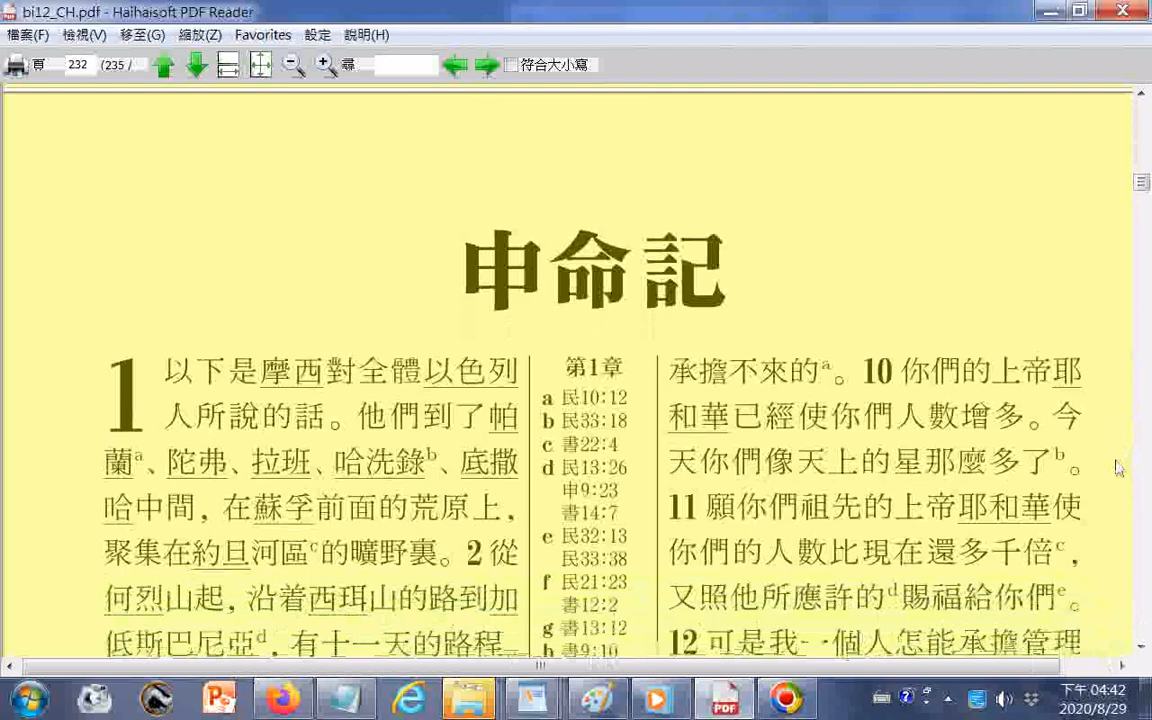 bi12_CH.pdf - Haihaisoft PDF Reader
檔案(F) 檢視(V) 移至(G) 縮放(Z) Favorites 設定 說明(H)
頁 232 (235 / 尋 符合大小寫
申命記
1 以下是摩西對全體以色列
人所說的話。他們到了帕
蘭a、陀弗、拉班、哈洗錄b、底撒
哈中間，在蘇孚前面的荒原上，
聚集在約旦河區c的曠野裏。2 從
何烈山起，沿着西珥山的路到加
低斯巴尼亞d，有十一天的路程
第1章
a 民10:12
b 民33:18
c 書22:4
d 民13:26
申9:23
書14:7
e 民32:13
民33:38
f 民21:23
書12:2
g 書13:12
h 書9:10
承擔不來的a。10 你們的上帝耶
和華已經使你們人數增多。今
天你們像天上的星那麼多了b。
11 願你們祖先的上帝耶和華使
你們的人數比現在還多千倍c，
又照他所應許的d賜福給你們e。
12 可是我一個人怎能承擔管理
下午 04:42
2020/8/29